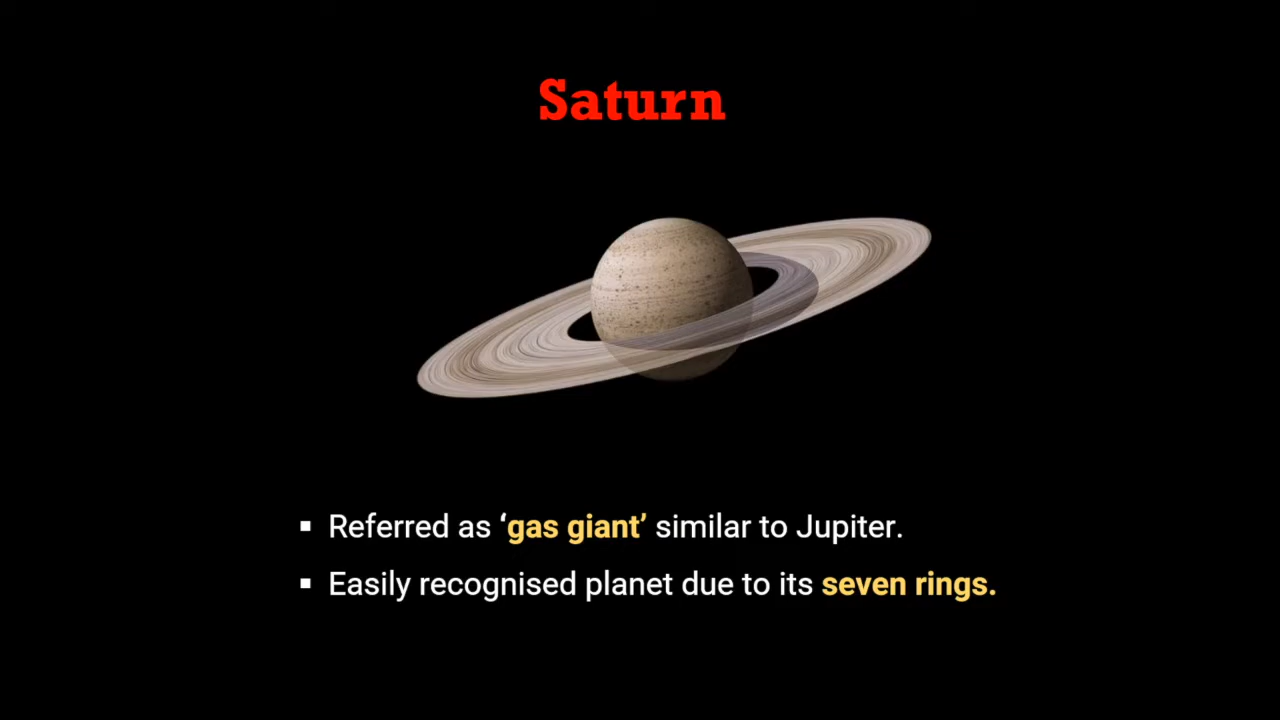 Saturn
▪ Referred as ‘gas giant’ similar to Jupiter.
▪ Easily recognised planet due to its seven rings.